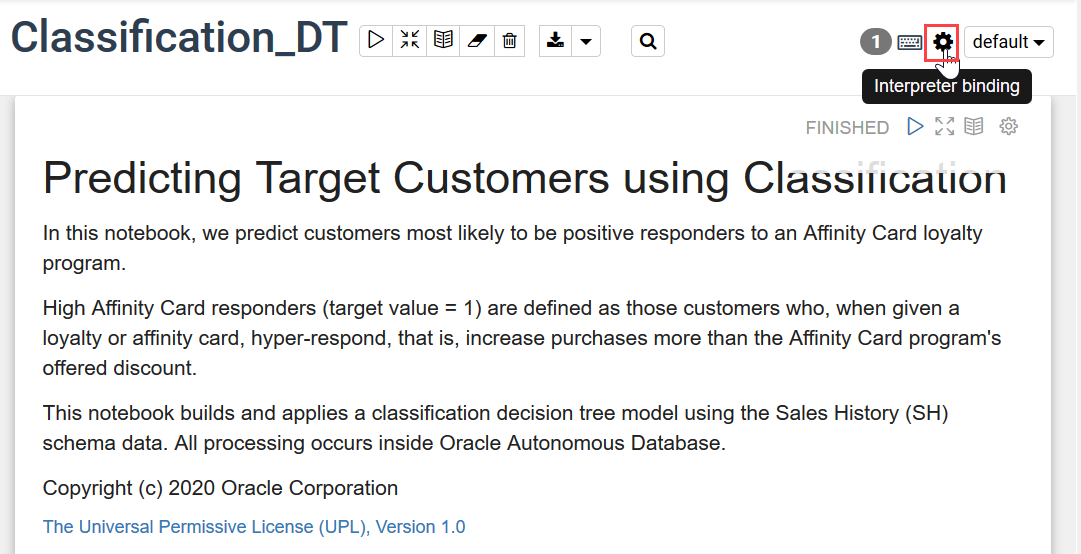 Classification_DT
1
default
Interpreter binding
FINISHED
Predicting Target Customers using Classification
In this notebook, we predict customers most likely to be positive responders to an Affinity Card loyalty
program.
High Affinity Card responders (target value = 1) are defined as those customers who, when given a
loyalty or affinity card, hyper-respond, that is, increase purchases more than the Affinity Card program's
offered discount.
This notebook builds and applies a classification decision tree model using the Sales History (SH)
schema data. All processing occurs inside Oracle Autonomous Database.
Copyright (c) 2020 Oracle Corporation
The Universal Permissive License (UPL), Version 1.0